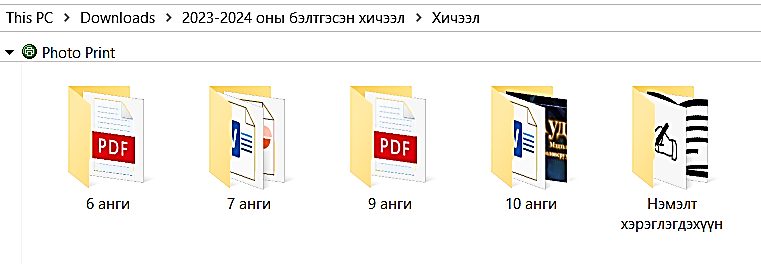 This PC > Downloads > 2023-2024 оны бэлтгэсэн хичээл > Хичээл
Photo Print
PDF
PDF
6 анги
7 анги
9 анги
10 анги
Нэмэлт
хэрэглэгдэхүүн